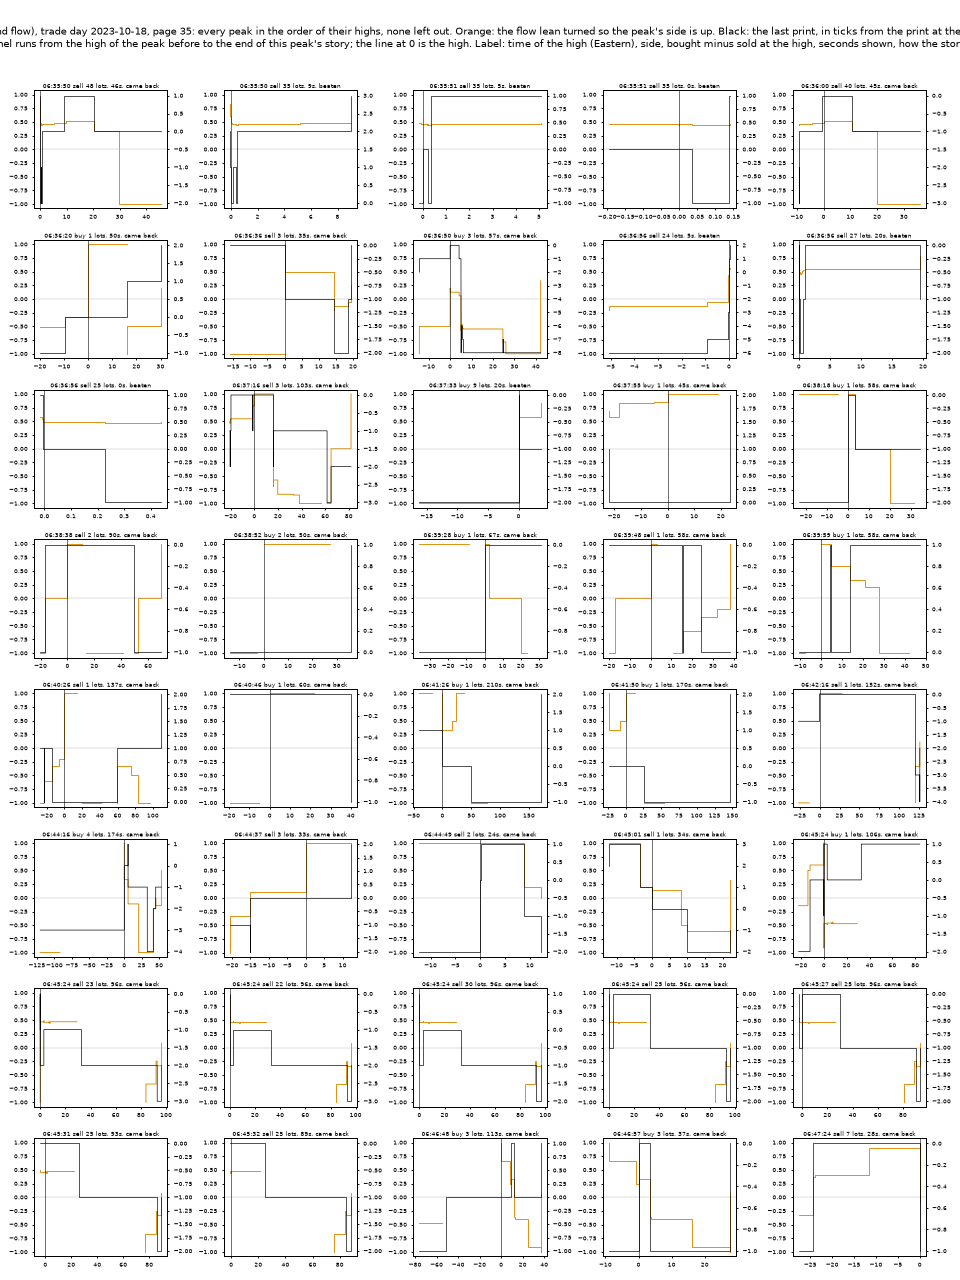 nd flow), trade day 2023-10-18, page 35: every peak in the order of their highs, none left out. Orange: the flow lean turned so the peak's side is up. Black: the last print, in ticks from the print at the
nel runs from the high of the peak before to the end of this peak's story; the line at 0 is the high. Label: time of the high (Eastern), side, bought minus sold at the high, seconds shown, how the stor
06:35:50 sell 48 lots. 46s. came back
06:35:50 sell 35 lots. 9s. beaten
06:35:51 sell 35 lots. 5s. beaten
06:35:51 sell 35 lots. 0s. beaten
06:36:00 sell 40 lots. 45s. came back
06:36:20 buy 1 lots. 50s. came back
06:36:36 sell 3 lots. 35s. came back
06:36:50 buy 3 lots. 57s. came back
06:36:56 sell 24 lots. 5s. beaten
06:36:56 sell 27 lots. 20s. beaten
06:36:56 sell 25 lots. 0s. beaten
06:37:16 sell 3 lots. 103s. came back
06:37:33 buy 9 lots. 20s. beaten
06:37:55 buy 1 lots. 45s. came back
06:38:18 buy 1 lots. 58s. came back
06:38:38 sell 2 lots. 90s. came back
06:38:52 buy 2 lots. 50s. came back
06:39:28 buy 1 lots. 67s. came back
06:39:48 sell 1 lots. 58s. came back
06:39:59 buy 1 lots. 58s. came back
06:40:26 sell 1 lots. 137s. came back
06:40:46 buy 1 lots. 60s. came back
06:41:26 buy 1 lots. 210s. came back
06:41:50 buy 1 lots. 170s. came back
06:42:16 sell 1 lots. 152s. came back
06:44:16 buy 4 lots. 174s. came back
06:44:37 sell 3 lots. 33s. came back
06:44:49 sell 2 lots. 24s. came back
06:45:01 sell 1 lots. 34s. came back
06:45:24 buy 1 lots. 106s. came back
06:45:24 sell 23 lots. 96s. came back
06:45:24 sell 22 lots. 96s. came back
06:45:24 sell 30 lots. 96s. came back
06:45:24 sell 25 lots. 96s. came back
06:45:27 sell 25 lots. 96s. came back
06:45:31 sell 25 lots. 93s. came back
06:45:32 sell 25 lots. 89s. came back
06:46:48 buy 3 lots. 113s. came back
06:46:57 buy 3 lots. 37s. came back
06:47:24 sell 7 lots. 28s. came back